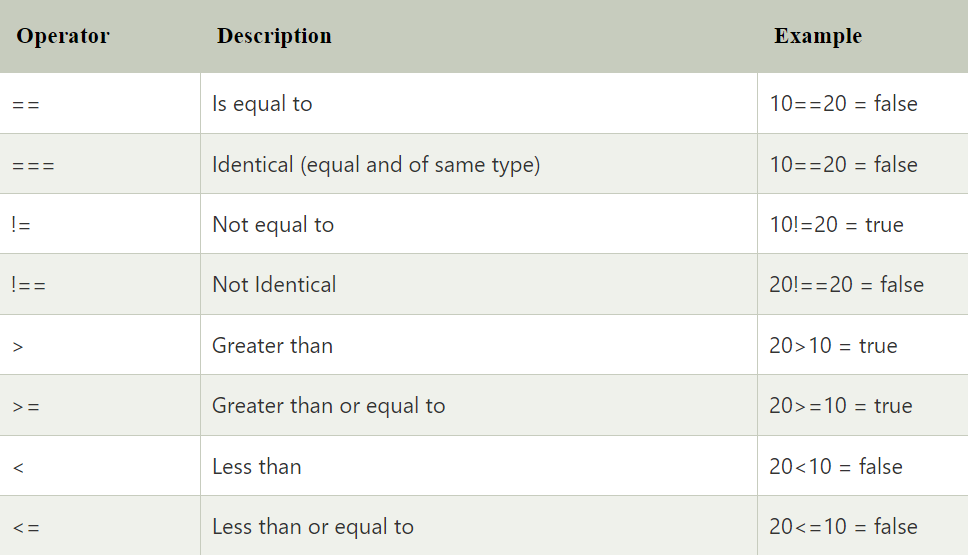 Operator Description Example
== Is equal to 10==20 = false
=== Identical (equal and of same type) 10==20 = false
!= Not equal to 10!=20 = true
!== Not Identical 20!==20 = false
> Greater than 20>10 = true
>= Greater than or equal to 20>=10 = true
< Less than 20<10 = false
<= Less than or equal to 20<=10 = false